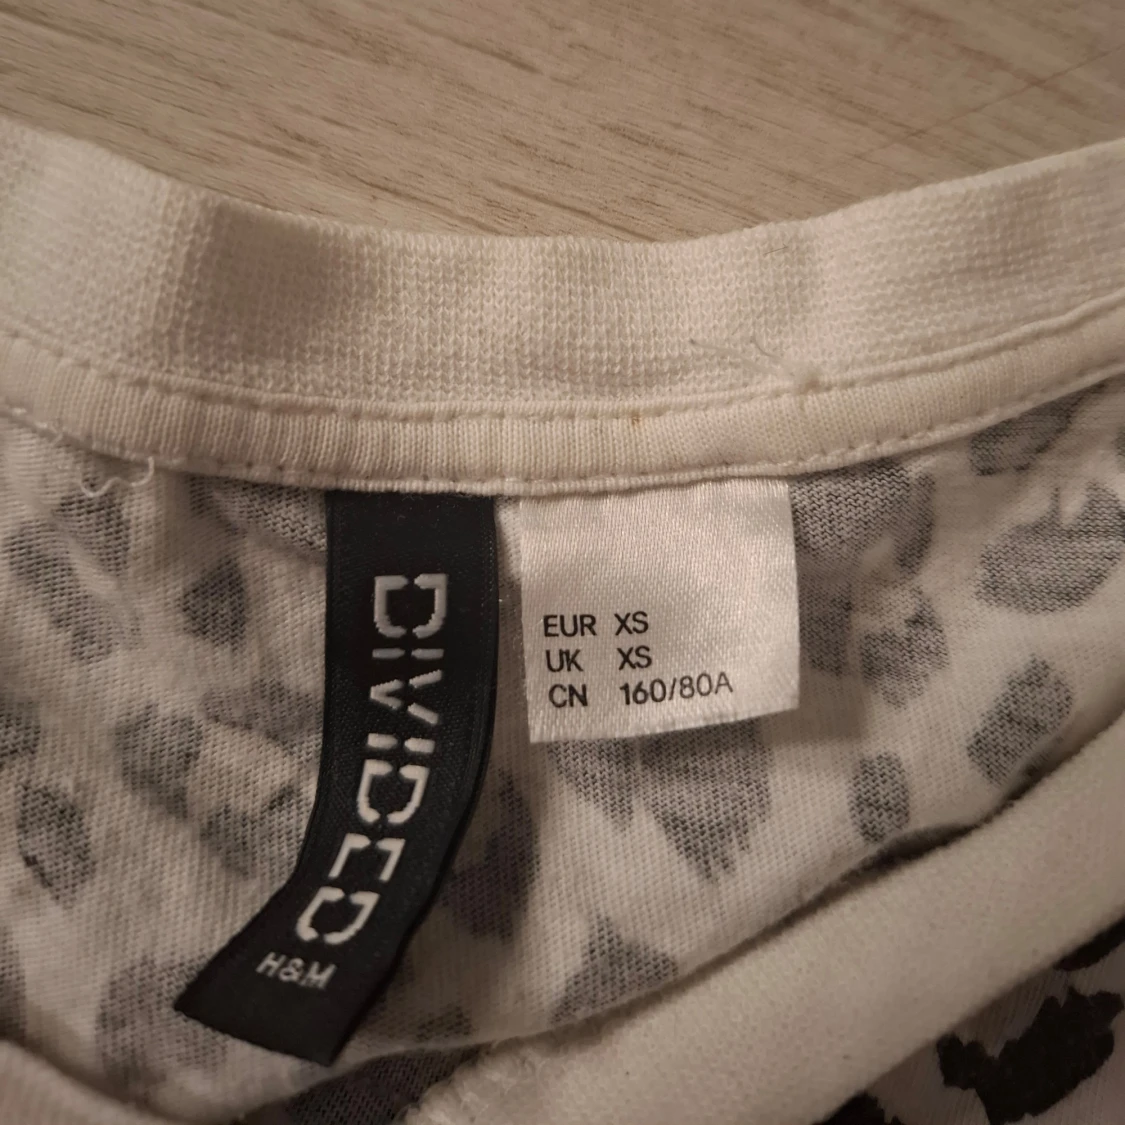 DIVIDED
H&M
EUR XS
UK XS
CN 160/80A